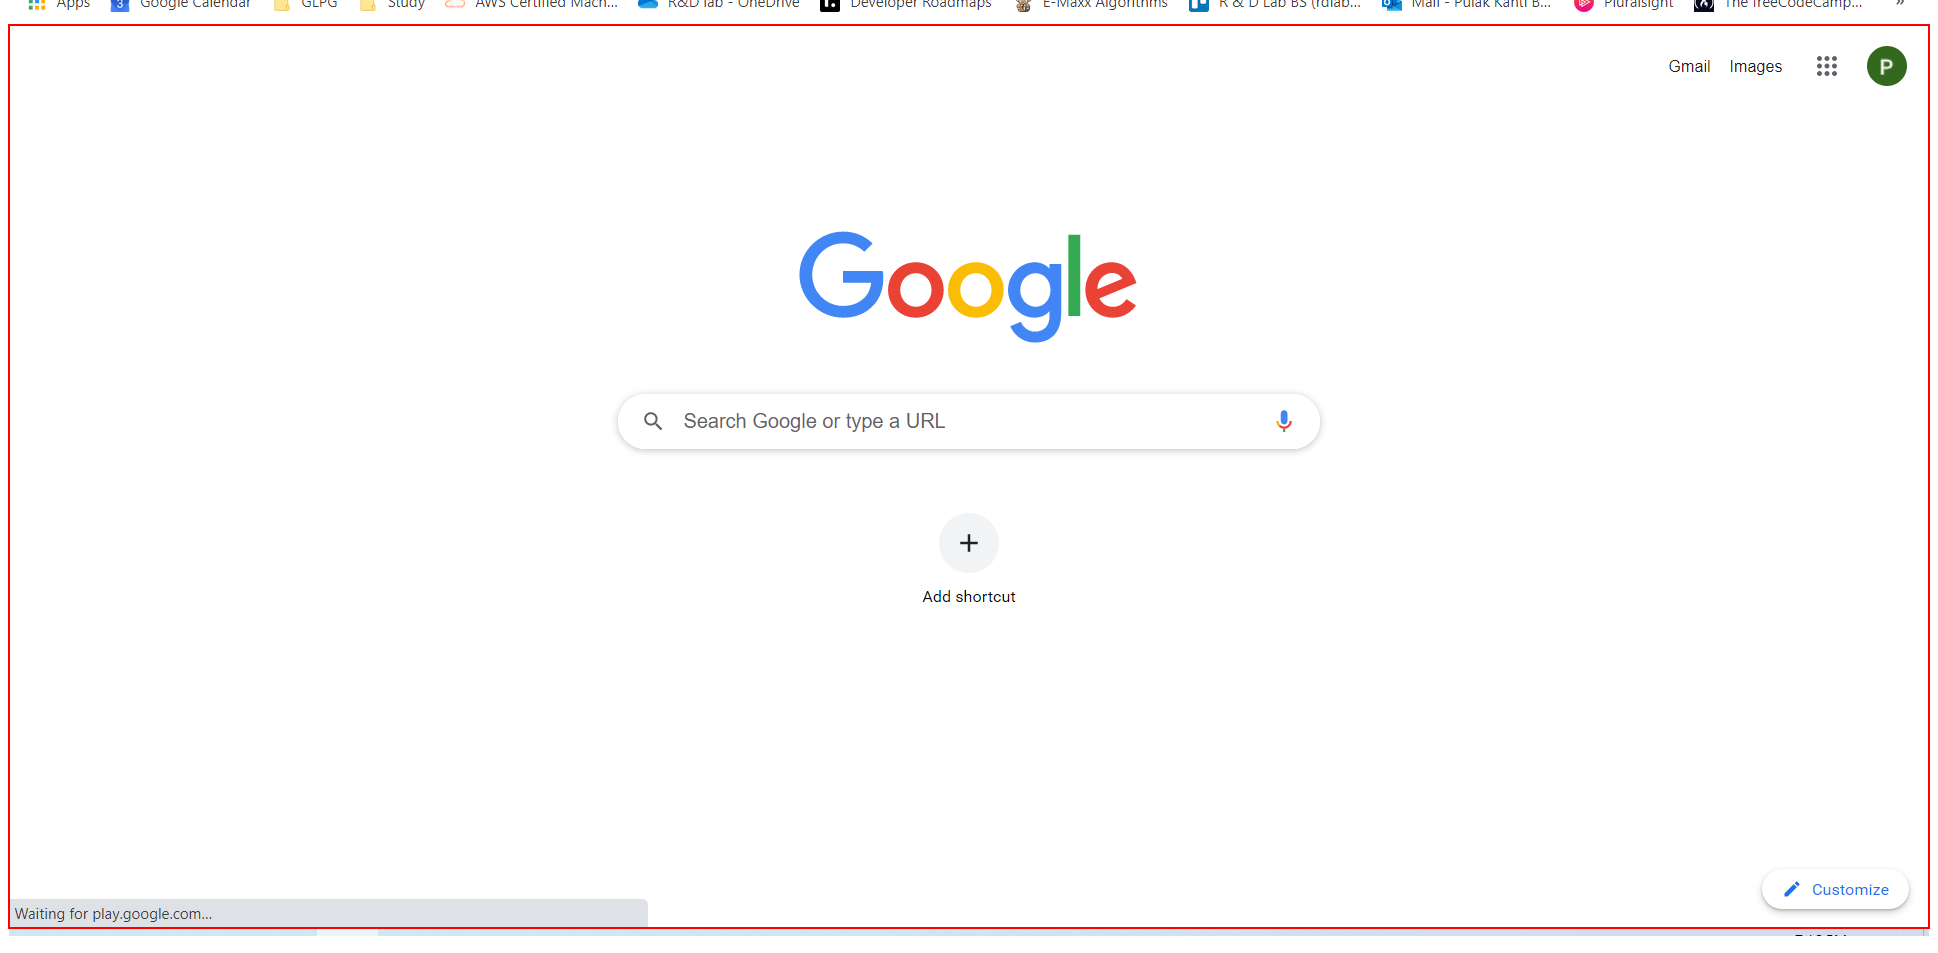 Apps 3 Google Calendar GLPG Study AWS Certified Mach... R&D lab - OneDrive Developer Roadmaps E-Maxx Algorithms R & D Lab BS (rdlab... Mail - Pulak Kanti B... Pluralsight The freeCodeCamp... »
Gmail Images P
Google
Search Google or type a URL
Add shortcut
Customize
Waiting for play.google.com...